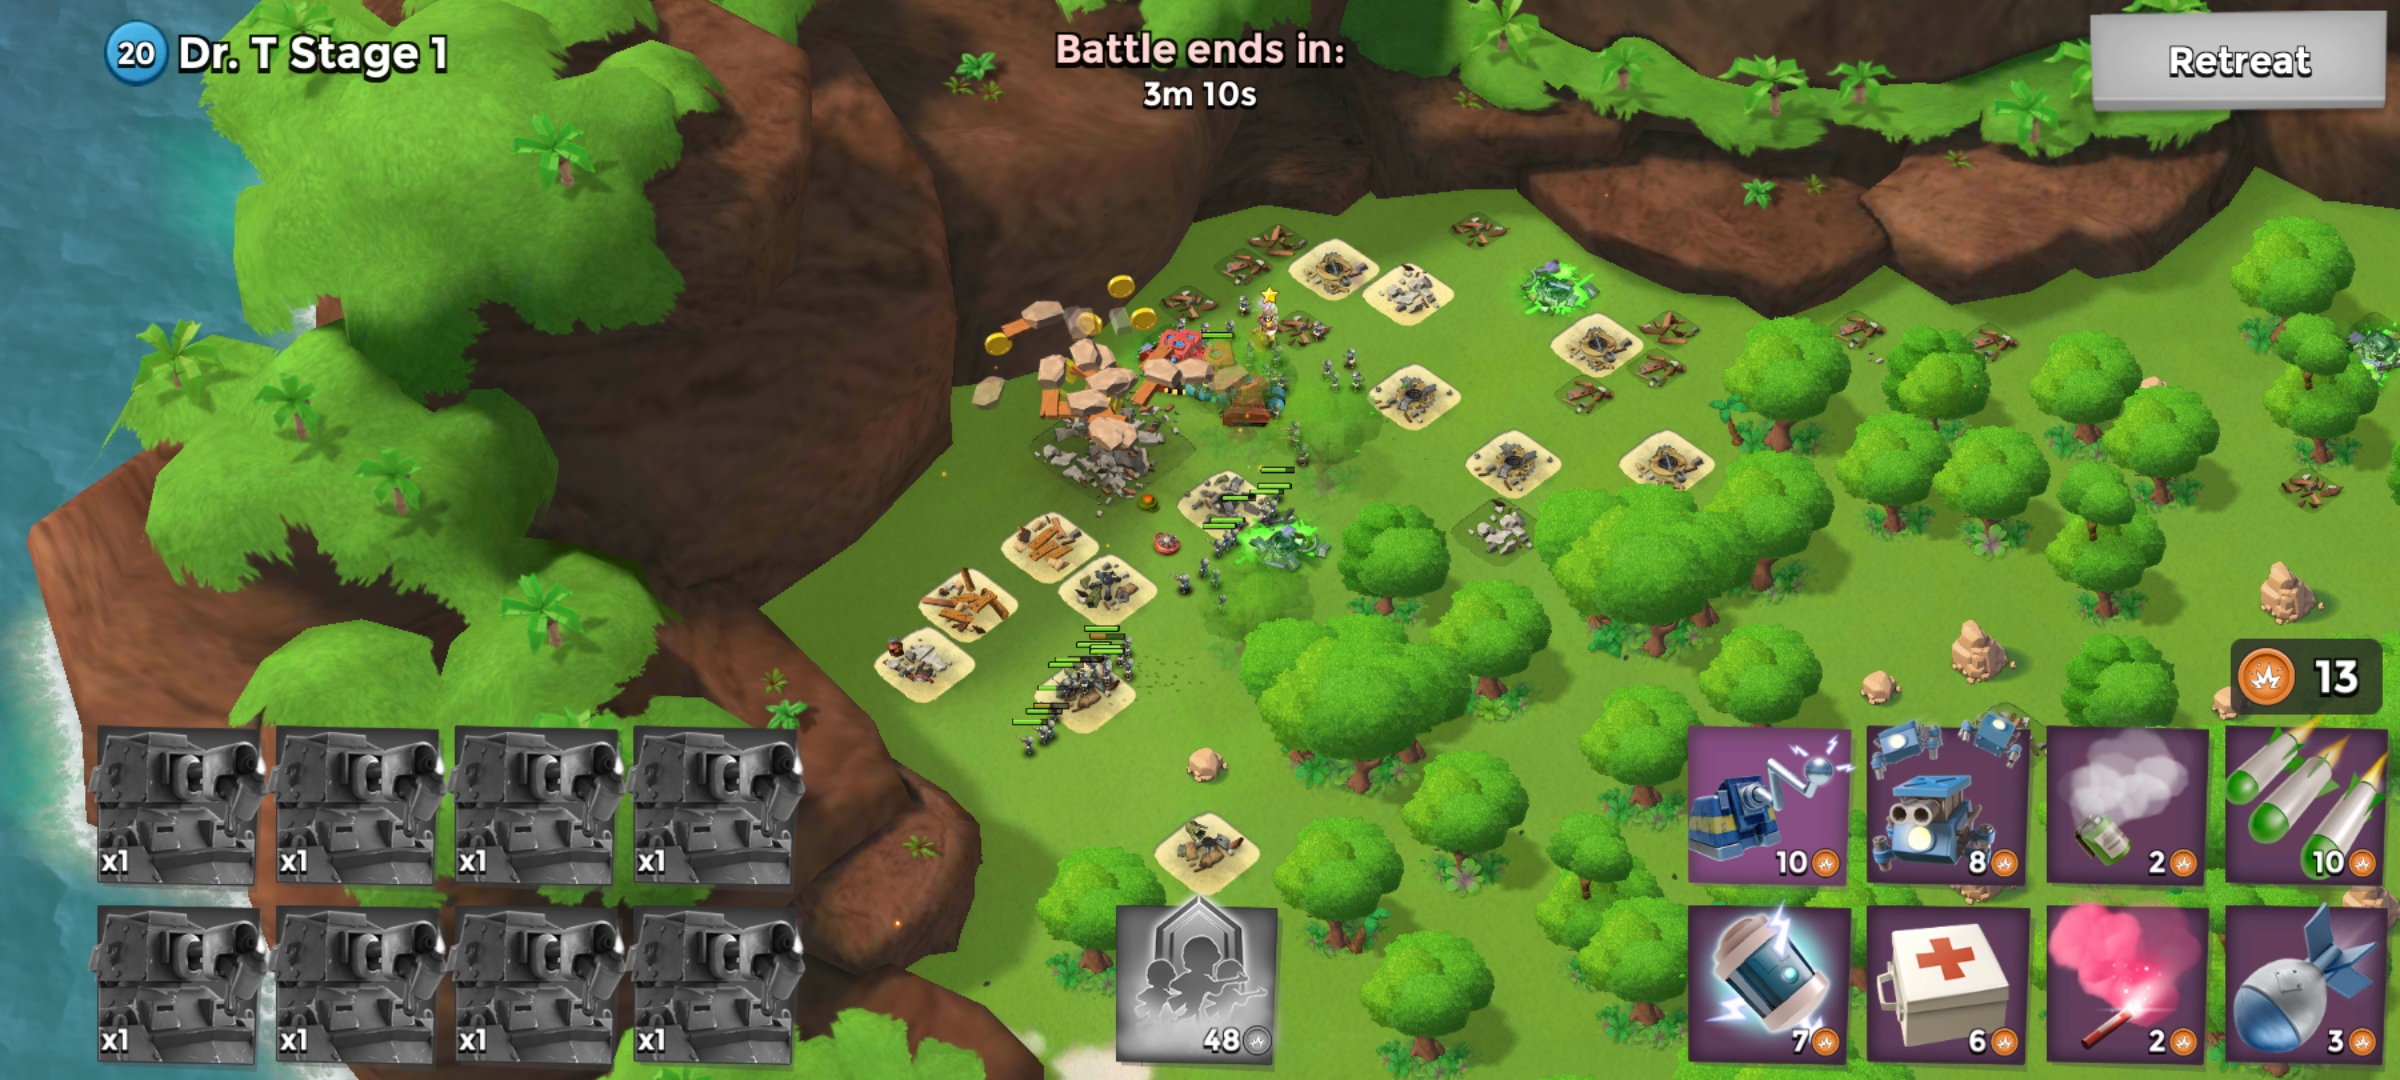 20 Dr. T Stage 1
Battle ends in:
3m 10s
Retreat
13
x1 x1 x1 x1
10 8 2 10
x1 x1 x1 x1
48
7 6 2 3